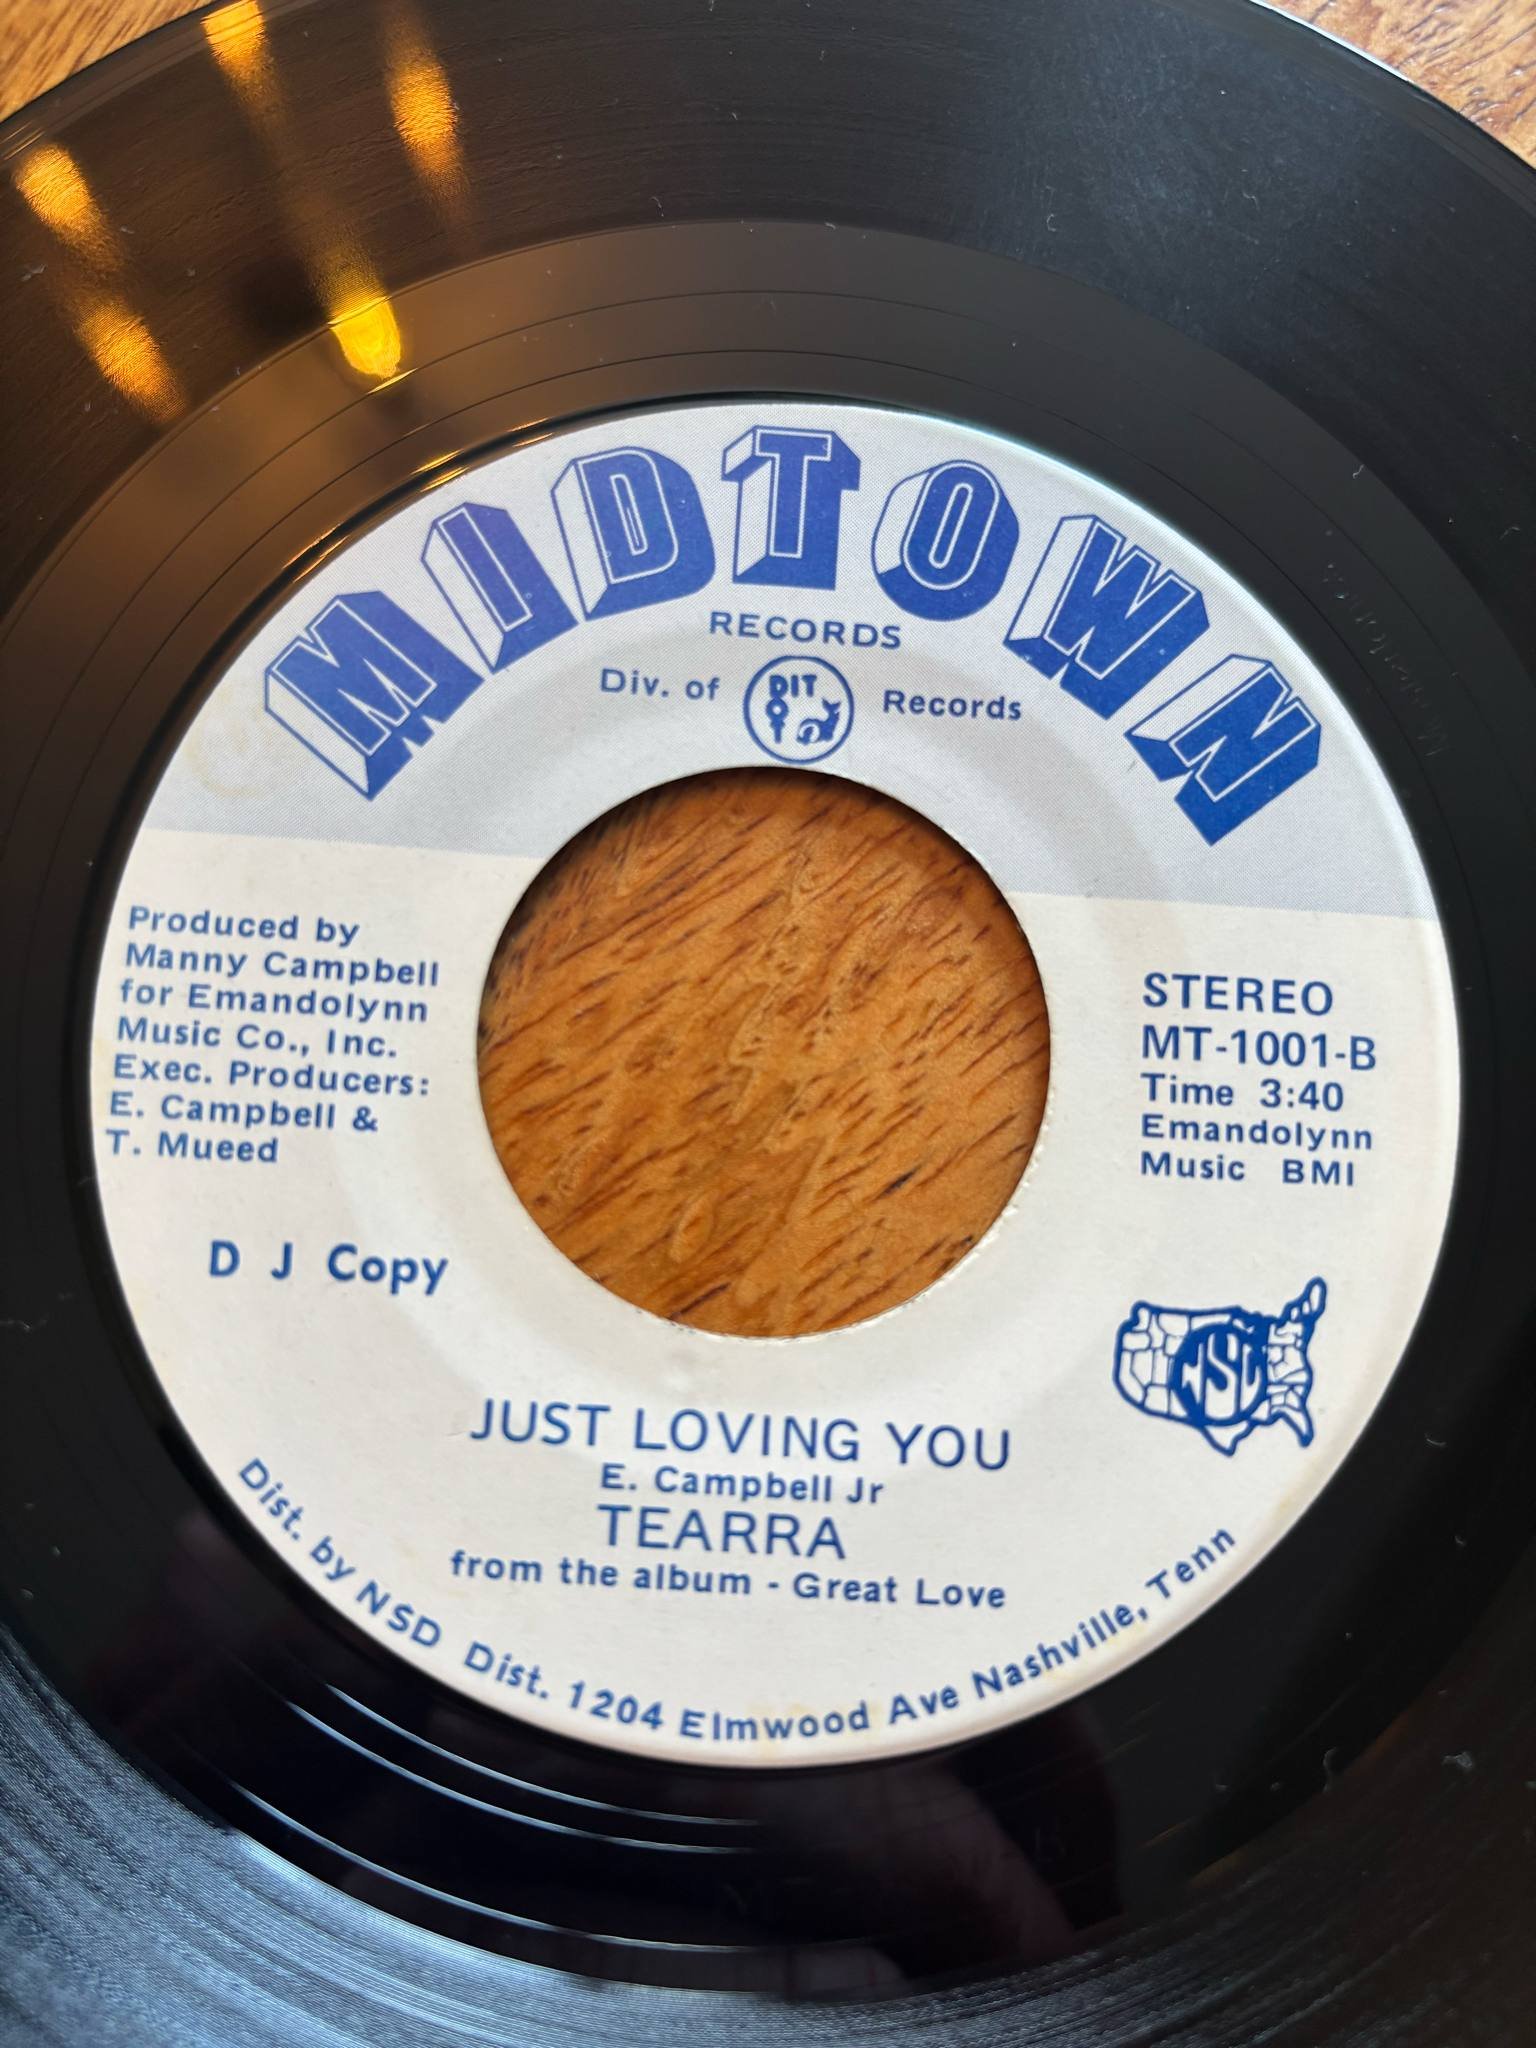 MIDTOWN
RECORDS
Div. of DIT Records
Produced by
Manny Campbell
for Emandolynn
Music Co., Inc.
Exec. Producers:
E. Campbell &
T. Mueed
STEREO
MT-1001-B
Time 3:40
Emandolynn
Music BMI
D J Copy
JUST LOVING YOU
E. Campbell Jr
TEARRA
from the album - Great Love
Dist. by NSD Dist. 1204 Elmwood Ave Nashville, Tenn